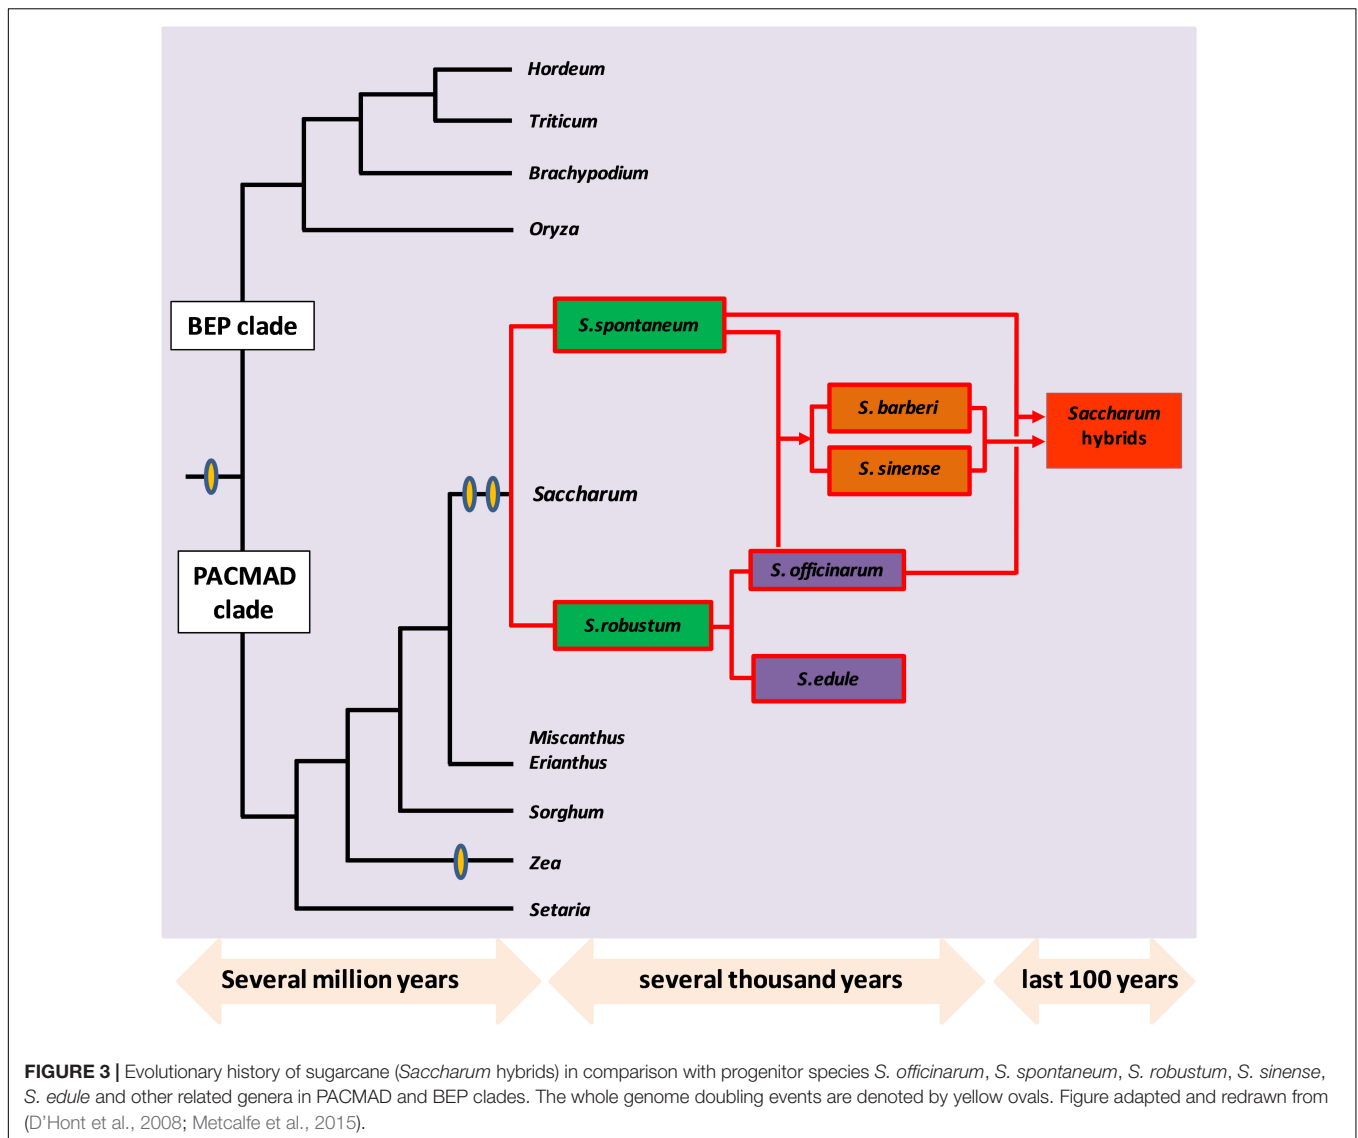 Hordeum
Triticum
Brachypodium
Oryza
BEP clade
S.spontaneum
S. barberi
Saccharum
hybrids
S. sinense
Saccharum
PACMAD
clade
S. officinarum
S.robustum
S.edule
Miscanthus
Erianthus
Sorghum
Zea
Setaria
Several million years
several thousand years
last 100 years
FIGURE 3 | Evolutionary history of sugarcane (Saccharum hybrids) in comparison with progenitor species S. officinarum, S. spontaneum, S. robustum, S. sinense,
S. edule and other related genera in PACMAD and BEP clades. The whole genome doubling events are denoted by yellow ovals. Figure adapted and redrawn from
(D’Hont et al., 2008; Metcalfe et al., 2015).